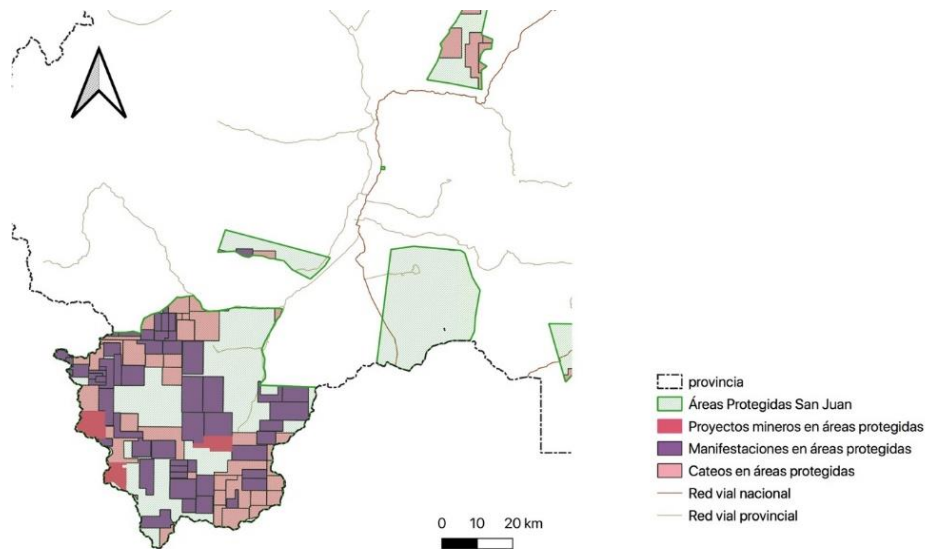 provincia
Áreas Protegidas San Juan
Proyectos mineros en áreas protegidas
Manifestaciones en áreas protegidas
Cateos en áreas protegidas
Red vial nacional
Red vial provincial
0 10 20 km